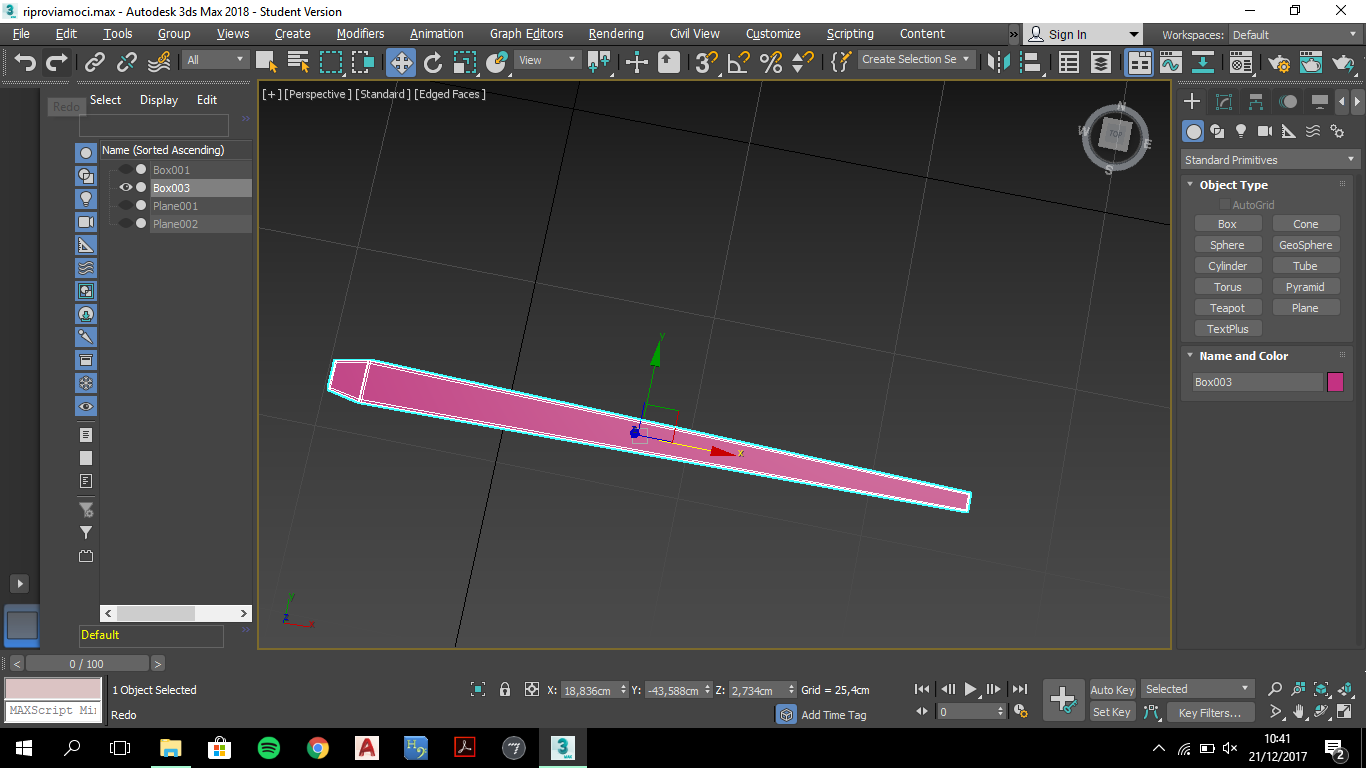 riproviamoci.max - Autodesk 3ds Max 2018 - Student Version
File Edit Tools Group Views Create Modifiers Animation Graph Editors Rendering Civil View Customize Scripting Content » Sign In Workspaces: Default
All View Create Selection Se
Redo Select Display Edit
Name (Sorted Ascending)
Box001
Box003
Plane001
Plane002
Default
[+] [Perspective] [Standard] [Edged Faces]
N
W TOP E
S
y
x
z
y
z x
Standard Primitives
Object Type
AutoGrid
Box Cone
Sphere GeoSphere
Cylinder Tube
Torus Pyramid
Teapot Plane
TextPlus
Name and Color
Box003
< 0 / 100 >
1 Object Selected X: 18,836cm Y: -43,588cm Z: 2,734cm Grid = 25,4cm Auto Key Selected
MAXScript Mi
Redo Add Time Tag 0 Set Key Key Filters...
10:41
21/12/2017
2